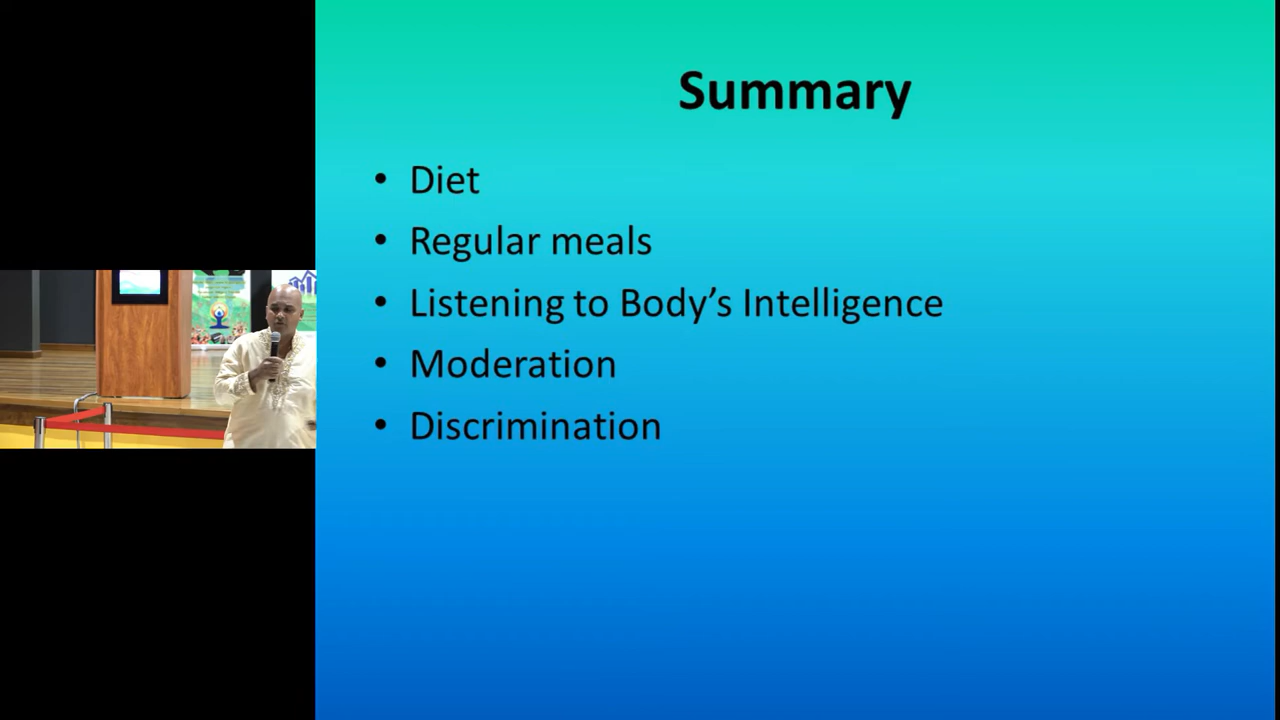 Summary
• Diet
• Regular meals
• Listening to Body’s Intelligence
• Moderation
• Discrimination